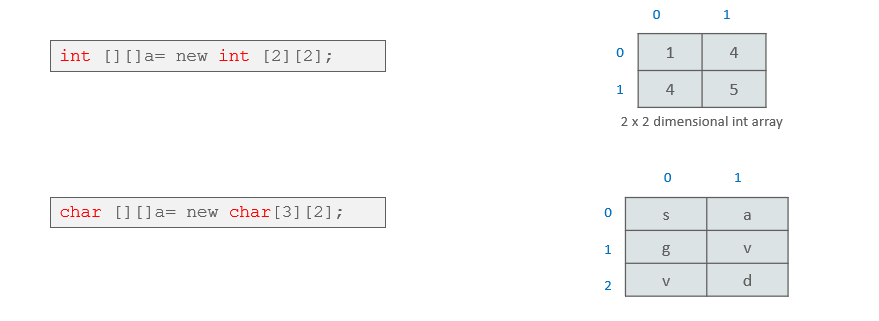 0 1
int [][]a= new int [2][2];
0 1 4
1 4 5
2 x 2 dimensional int array
0 1
char [][]a= new char[3][2];
0 s a
1 g v
2 v d